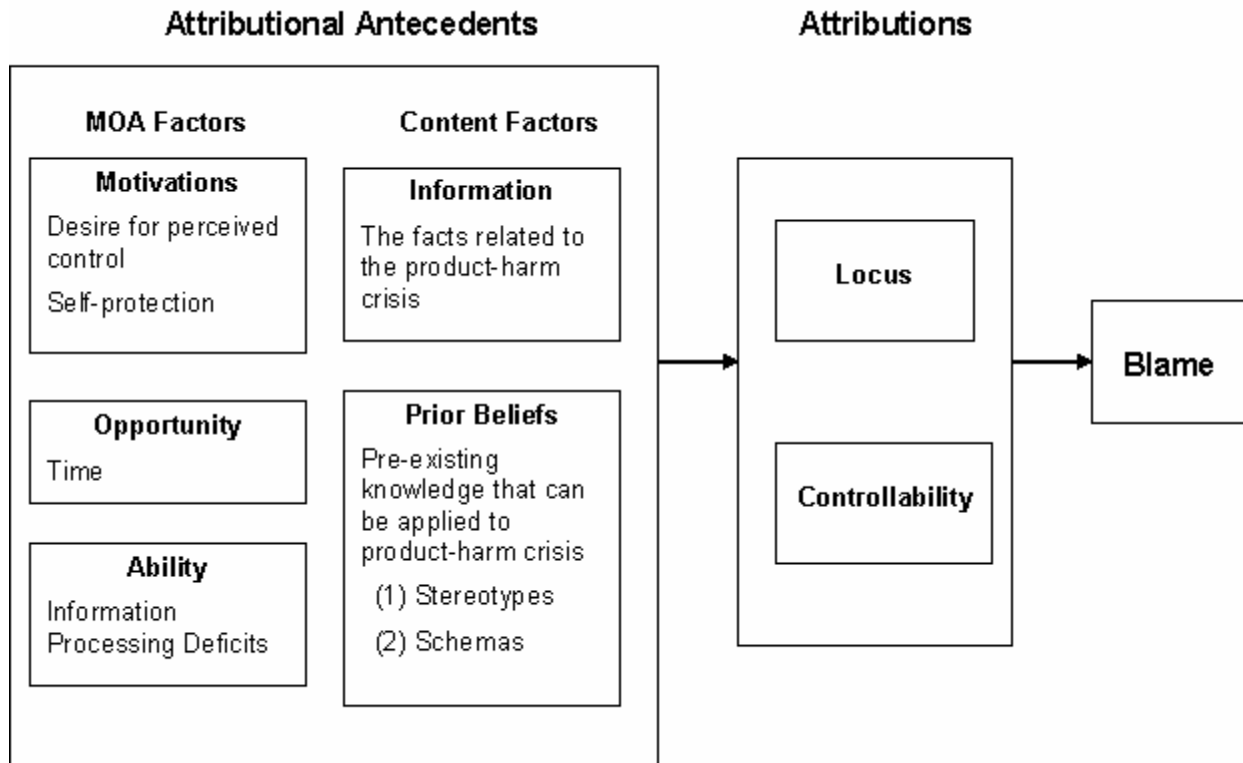 Attributional Antecedents
Attributions
MOA Factors
Content Factors
Motivations
Desire for perceived
control
Self-protection
Opportunity
Time
Ability
Information
Processing Deficits
Information
The facts related to
the product-harm
crisis
Prior Beliefs
Pre-existing
knowledge that can
be applied to
product-harm crisis
(1) Stereotypes
(2) Schemas
Locus
Controllability
Blame